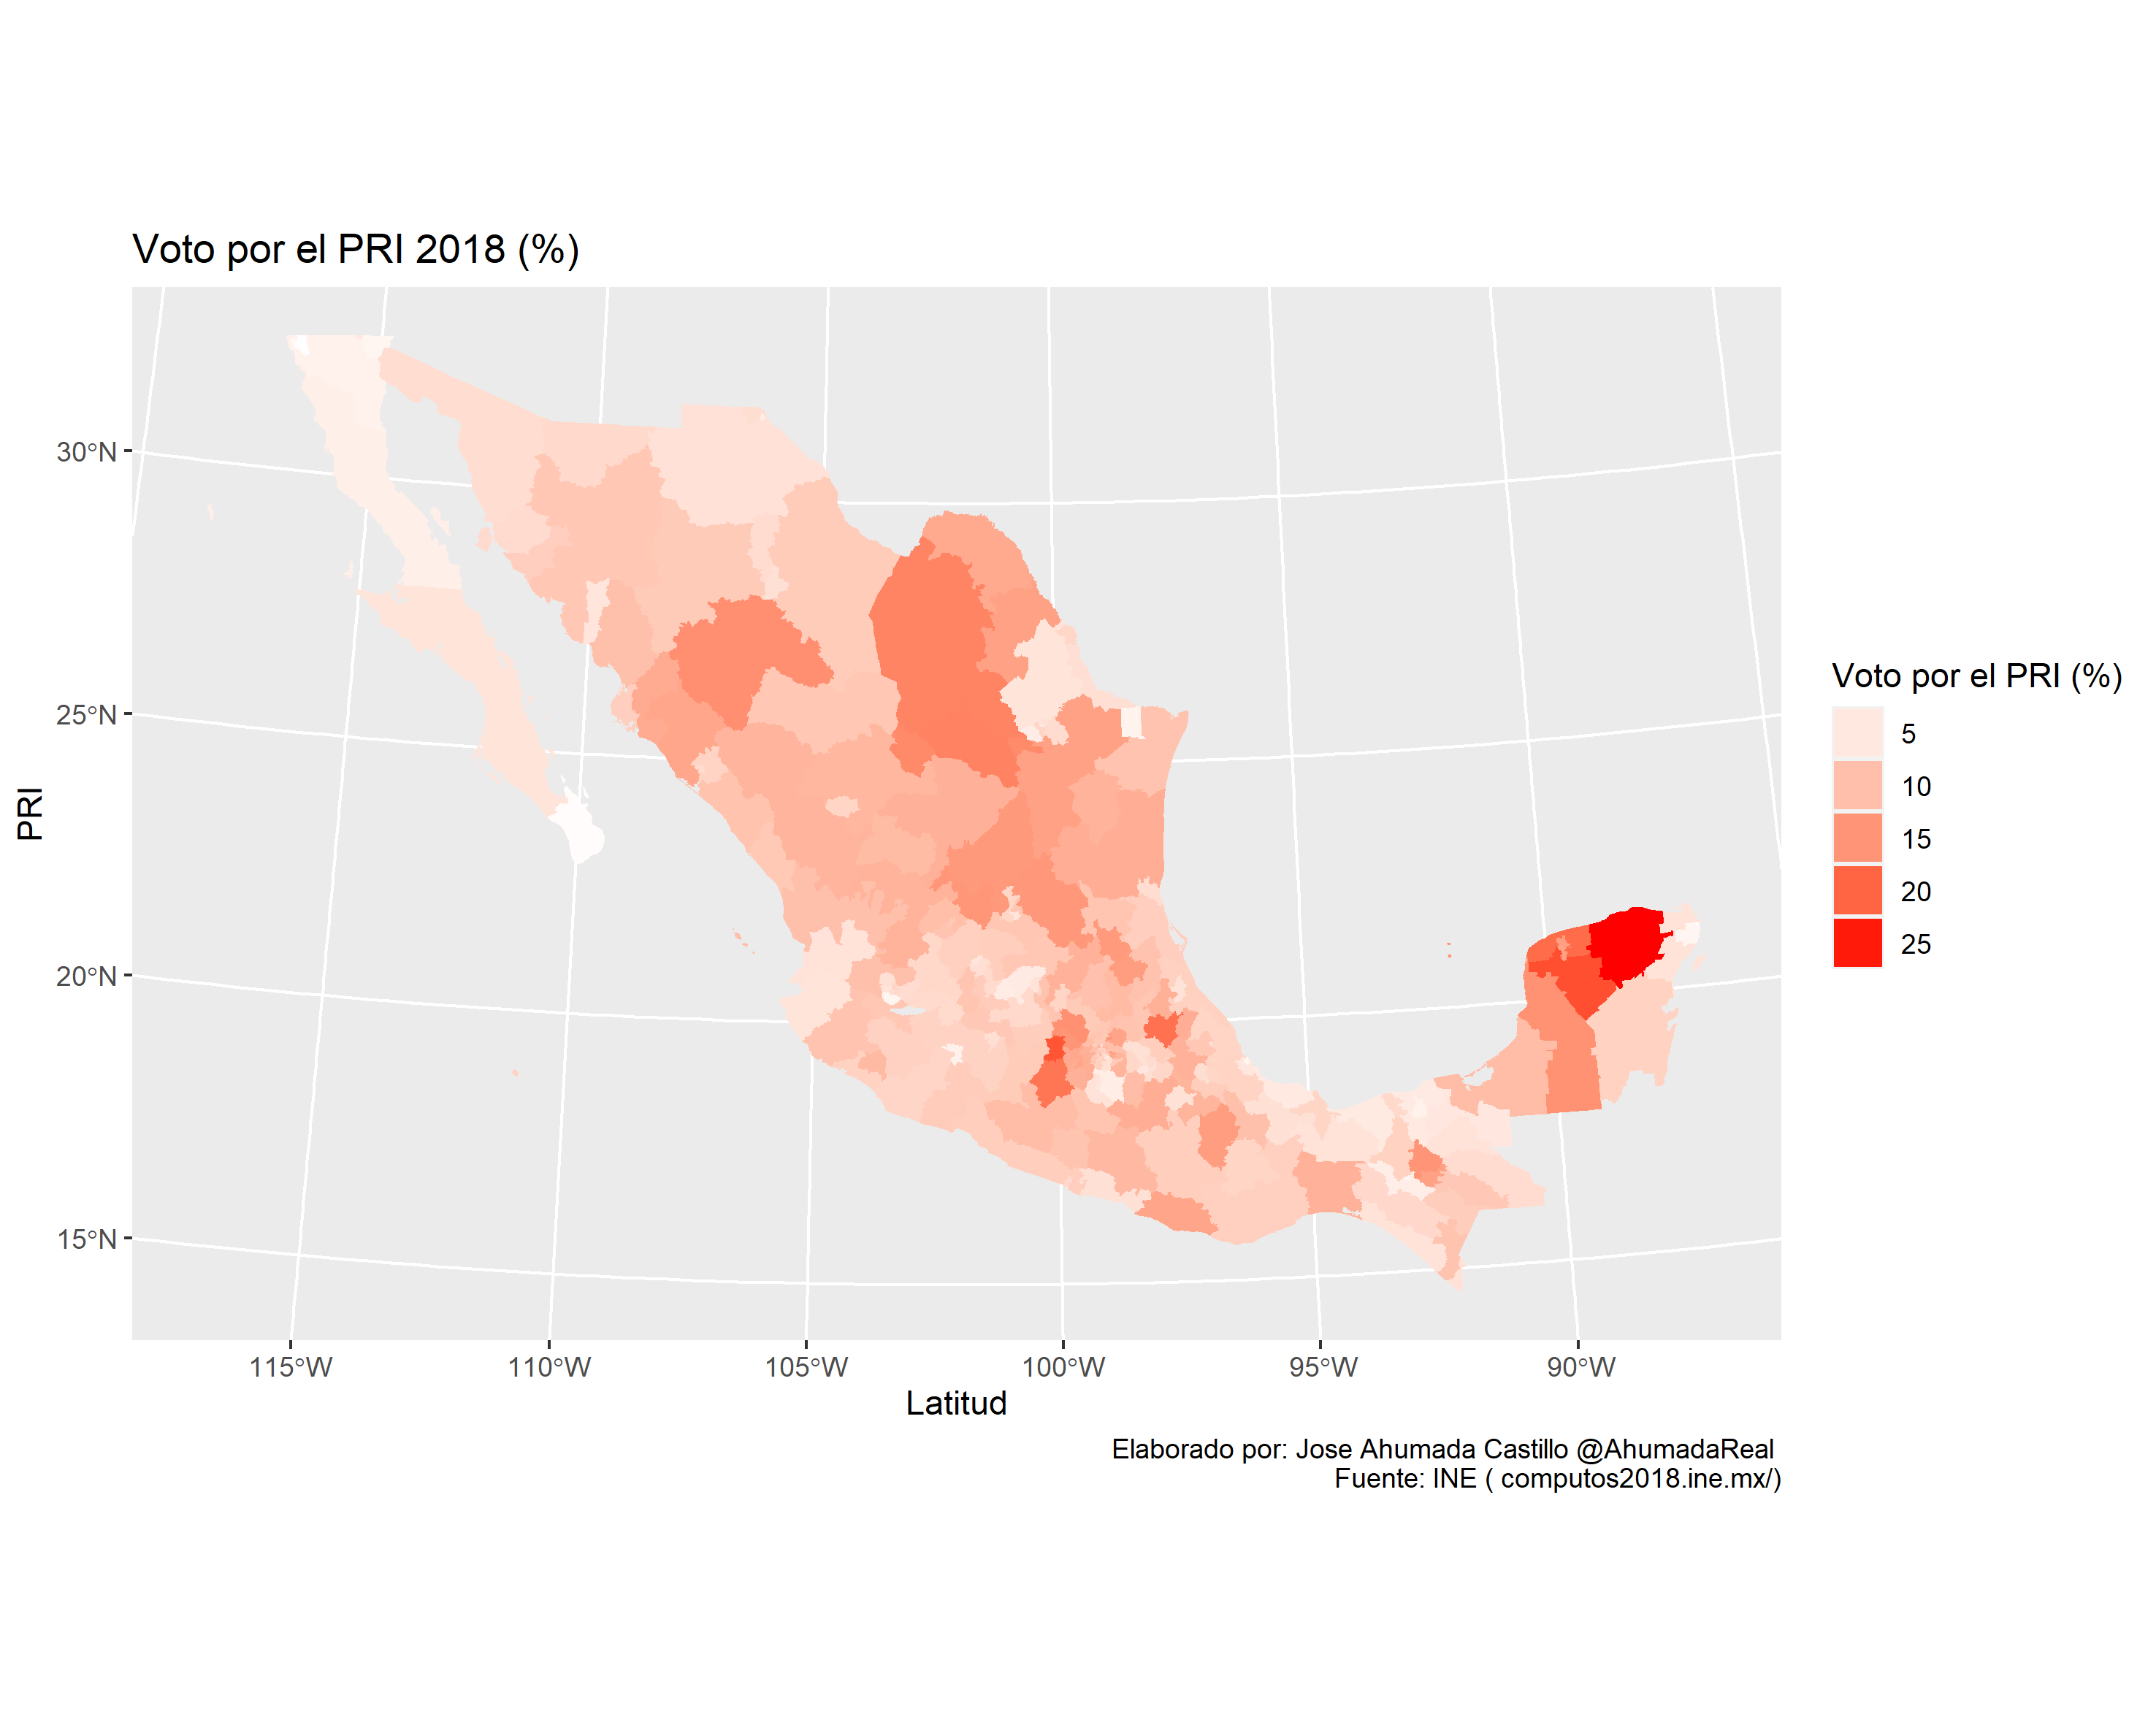 Voto por el PRI 2018 (%)
30°N
25°N
20°N
15°N
PRI
115°W
110°W
105°W
100°W
95°W
90°W
Latitud
Voto por el PRI (%)
5
10
15
20
25
Elaborado por: Jose Ahumada Castillo @AhumadaReal
Fuente: INE ( computos2018.ine.mx/)